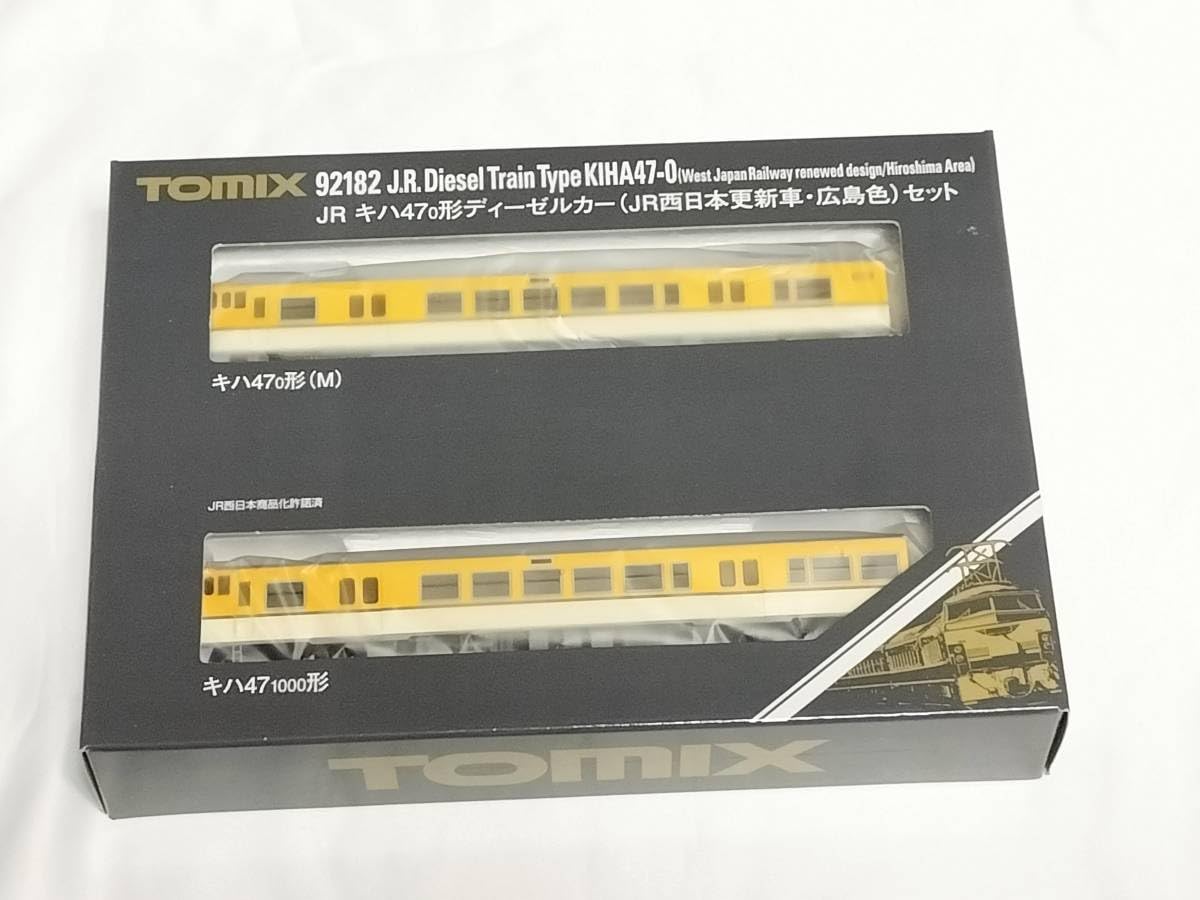 TOMIX 92182 J.R. Diesel Train Type KIHA47-0 (West Japan Railway renewed design/Hiroshima Area)
JR キハ470形ディーゼルカー(JR西日本更新車・広島色)セット
キハ470形(M)
JR西日本商品化許諾済
キハ471000形
TOMIX